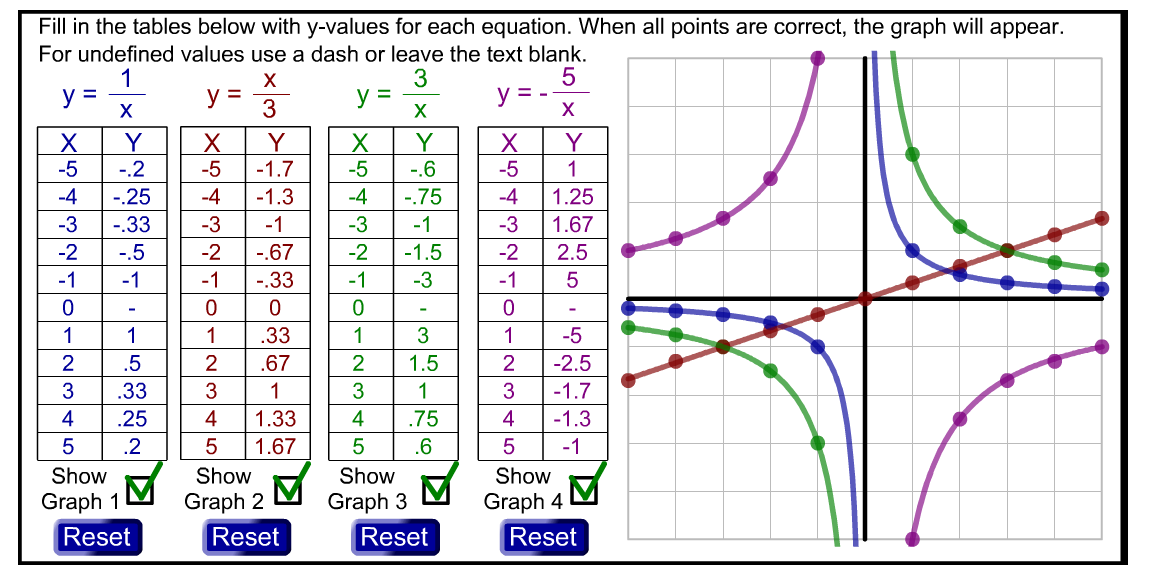 Fill in the tables below with y-values for each equation. When all points are correct, the graph will appear.
For undefined values use a dash or leave the text blank.
y = 1/x y = x/3 y = 3/x y = - 5/x
X Y X Y X Y X Y
-5 -.2 -5 -1.7 -5 -.6 -5 1
-4 -.25 -4 -1.3 -4 -.75 -4 1.25
-3 -.33 -3 -1 -3 -1 -3 1.67
-2 -.5 -2 -.67 -2 -1.5 -2 2.5
-1 -1 -1 -.33 -1 -3 -1 5
0 - 0 0 0 - 0 -
1 1 1 .33 1 3 1 -5
2 .5 2 .67 2 1.5 2 -2.5
3 .33 3 1 3 1 3 -1.7
4 .25 4 1.33 4 .75 4 -1.3
5 .2 5 1.67 5 .6 5 -1
Show Show Show Show
Graph 1 Graph 2 Graph 3 Graph 4
Reset Reset Reset Reset